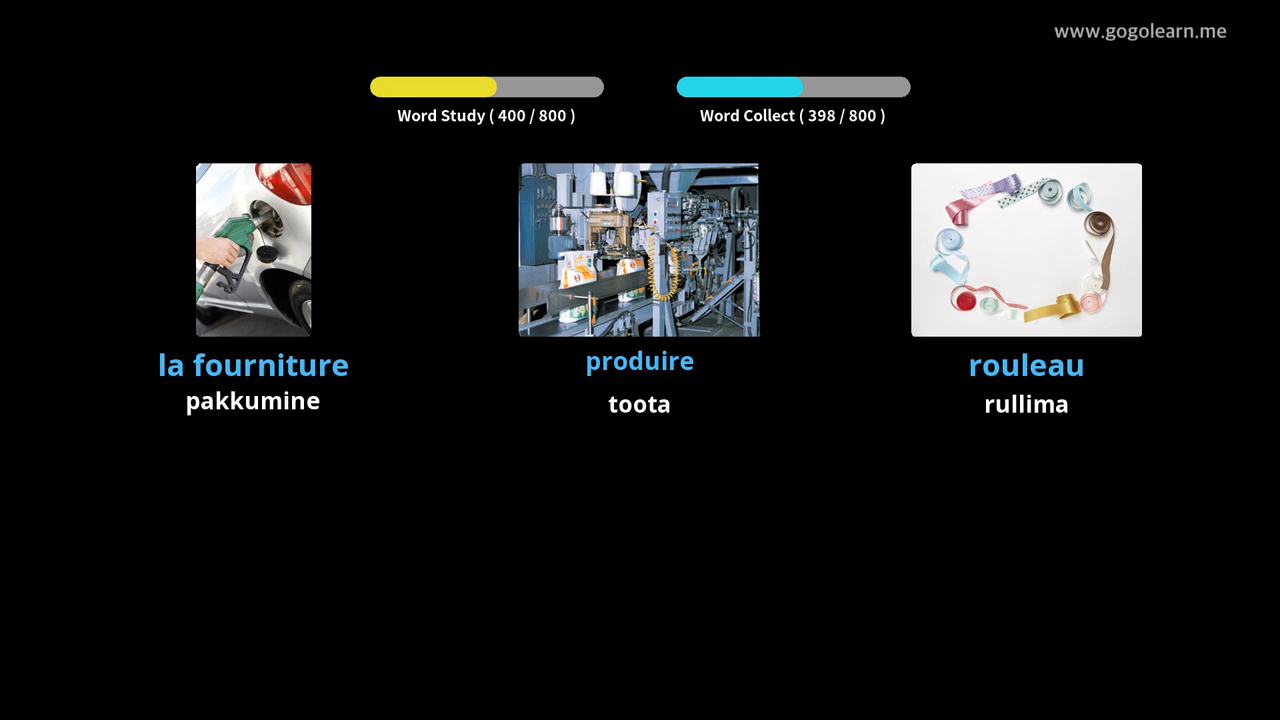 www.gogolearn.me
Word Study ( 400 / 800 )
Word Collect ( 398 / 800 )
la fourniture
pakkumine
produire
toota
rouleau
rullima